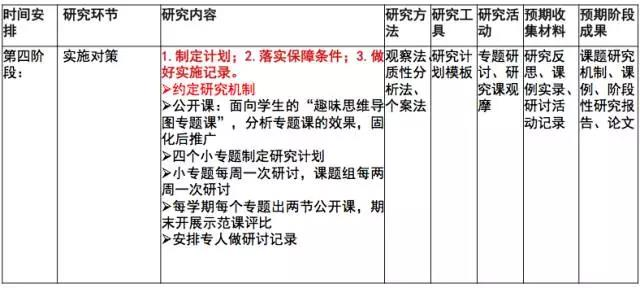 时间安排
研究环节
研究内容
研究方法
研究工具
研究活动
预期收集材料
预期阶段成果
第四阶段：
实施对策
1.制定计划；2.落实保障条件；3.做
好实施记录。
➢约定研究机制
➢公开课：面向学生的“趣味思维导
图专题课”，分析专题课的效果，固
化后推广
➢四个小专题制定研究计划
➢小专题每周一次研讨，课题组每两
周一次研讨
➢每学期每个专题出两节公开课，期
末开展示范课评比
➢安排专人做研讨记录
观察法、
质性分
析法、
个案法
研究计
划模板
专题研
讨、研
究课观
摩
研究反
思、课
例实录、
研讨活
动记录
课题研究
机制、课
例、阶段
性研究报
告、论文